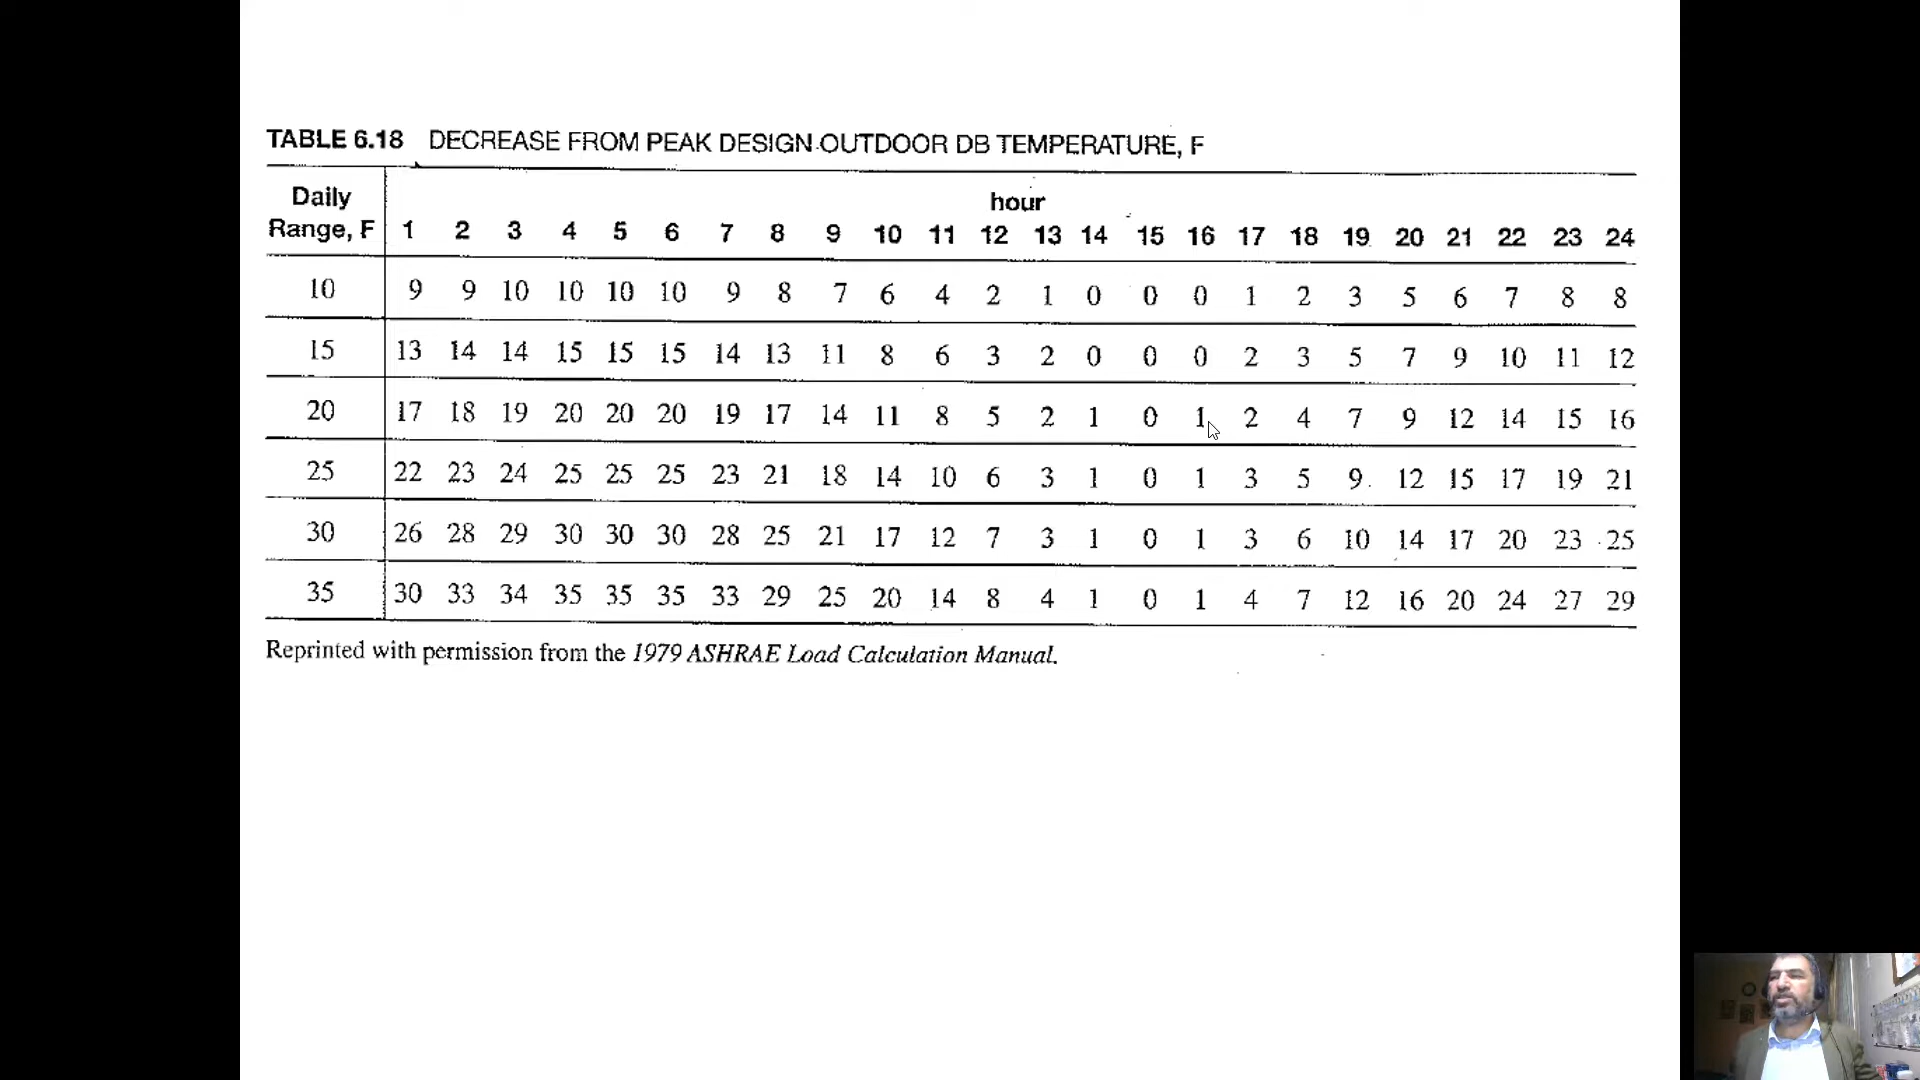 TABLE 6.18 DECREASE FROM PEAK DESIGN OUTDOOR DB TEMPERATURE, F
Daily hour
Range, F 1 2 3 4 5 6 7 8 9 10 11 12 13 14 15 16 17 18 19 20 21 22 23 24
10 9 9 10 10 10 10 9 8 7 6 4 2 1 0 0 0 1 2 3 5 6 7 8 8
15 13 14 14 15 15 15 14 13 11 8 6 3 2 0 0 0 2 3 5 7 9 10 11 12
20 17 18 19 20 20 20 19 17 14 11 8 5 2 1 0 1 2 4 7 9 12 14 15 16
25 22 23 24 25 25 25 23 21 18 14 10 6 3 1 0 1 3 5 9 12 15 17 19 21
30 26 28 29 30 30 30 28 25 21 17 12 7 3 1 0 1 3 6 10 14 17 20 23 25
35 30 33 34 35 35 35 33 29 25 20 14 8 4 1 0 1 4 7 12 16 20 24 27 29
Reprinted with permission from the 1979 ASHRAE Load Calculation Manual.